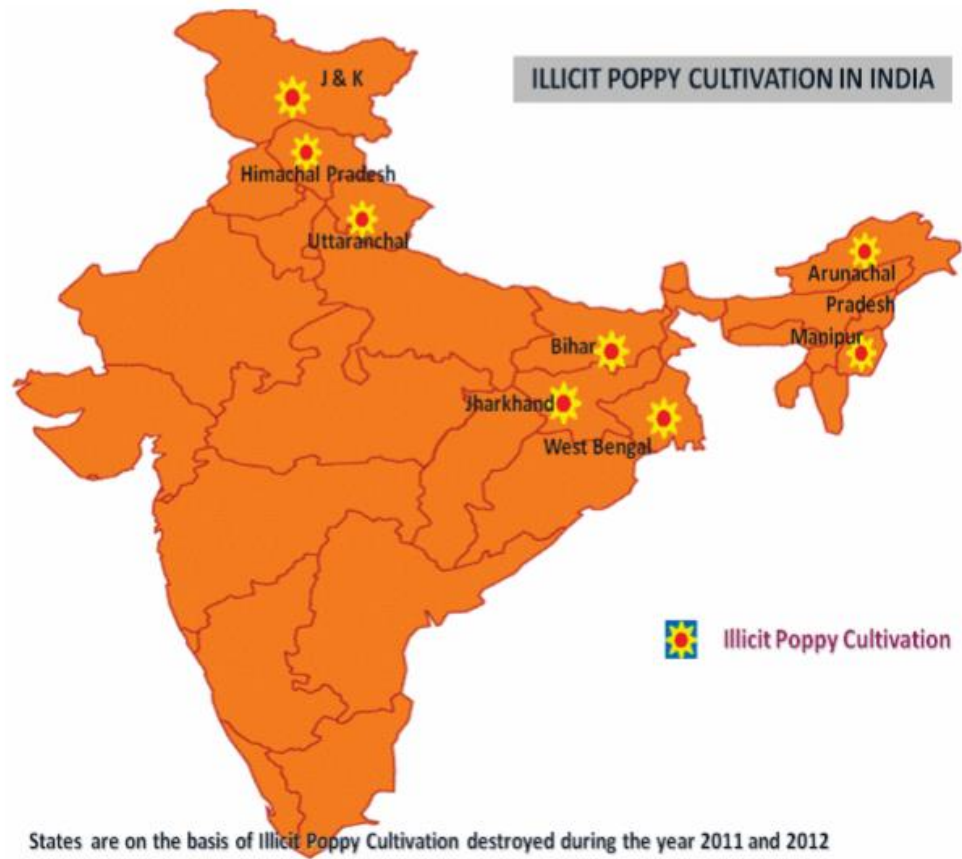 J & K
ILLICIT POPPY CULTIVATION IN INDIA
Himachal Pradesh
Uttaranchal
Arunachal
Pradesh
Manipur
Bihar
Jharkhand
West Bengal
Illicit Poppy Cultivation
States are on the basis of Illicit Poppy Cultivation destroyed during the year 2011 and 2012